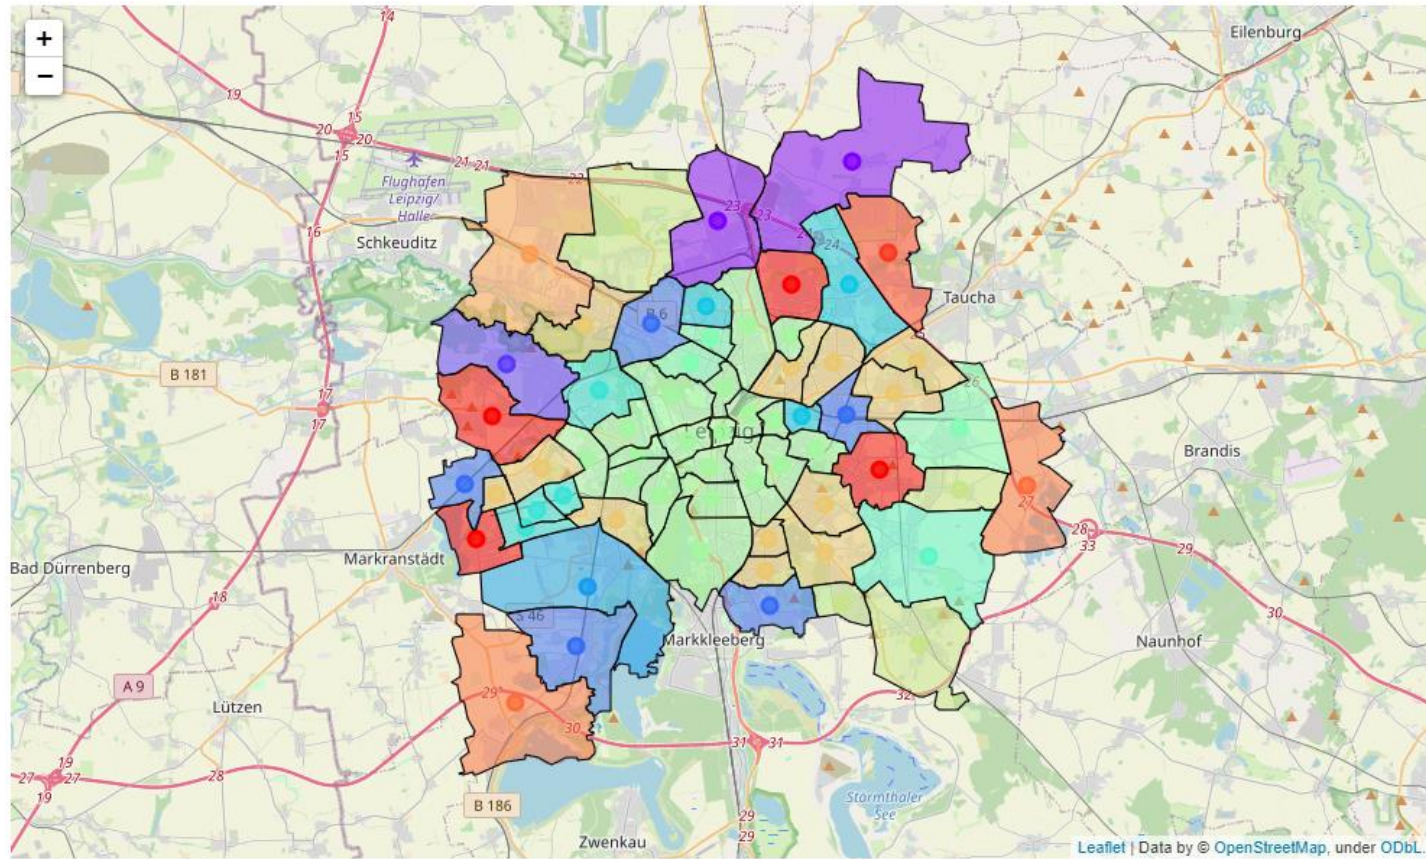 +
−
14
Eilenburg
19
15
20
20
15
21 21
22
Flughafen
Leipzig/
Halle
23
23
16
Schkeuditz
24
Taucha
B 6
25
B 181
26
17
17
Leipzig
Brandis
27
28
33
29
Markranstädt
Bad Dürrenberg
18
30
S 46
Markkleeberg
Naunhof
A 9
29
32
Lützen
30
31
31
19
27
27
28
19
B 186
Störmthaler
See
29
29
Zwenkau
Leaflet | Data by © OpenStreetMap, under ODbL.